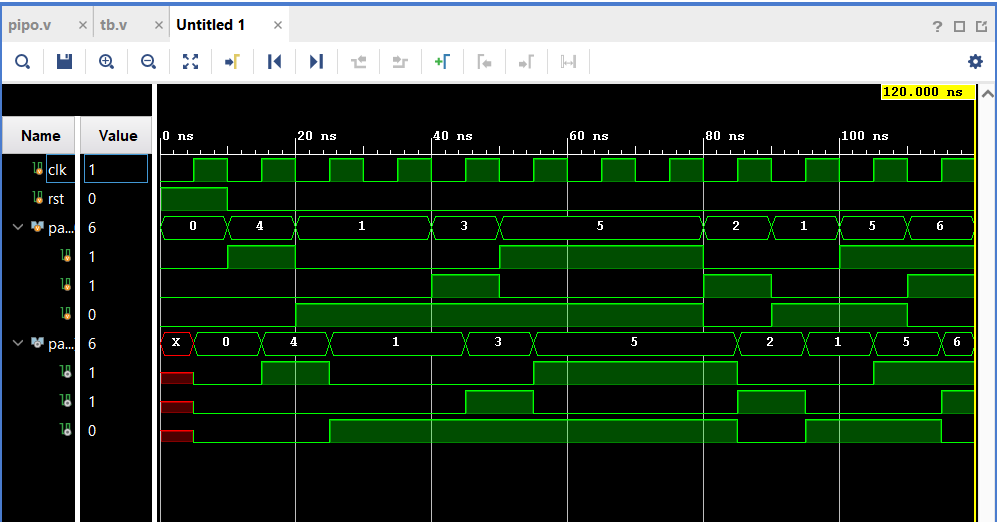 pipo.v × tb.v × Untitled 1 ×
? 
120.000 ns
Name Value
0 ns 20 ns 40 ns 60 ns 80 ns 100 ns
clk 1
rst 0
pa... 6 0 4 1 3 5 2 1 5 6
1
1
0
pa... 6 X 0 4 1 3 5 2 1 5 6
1
1
0